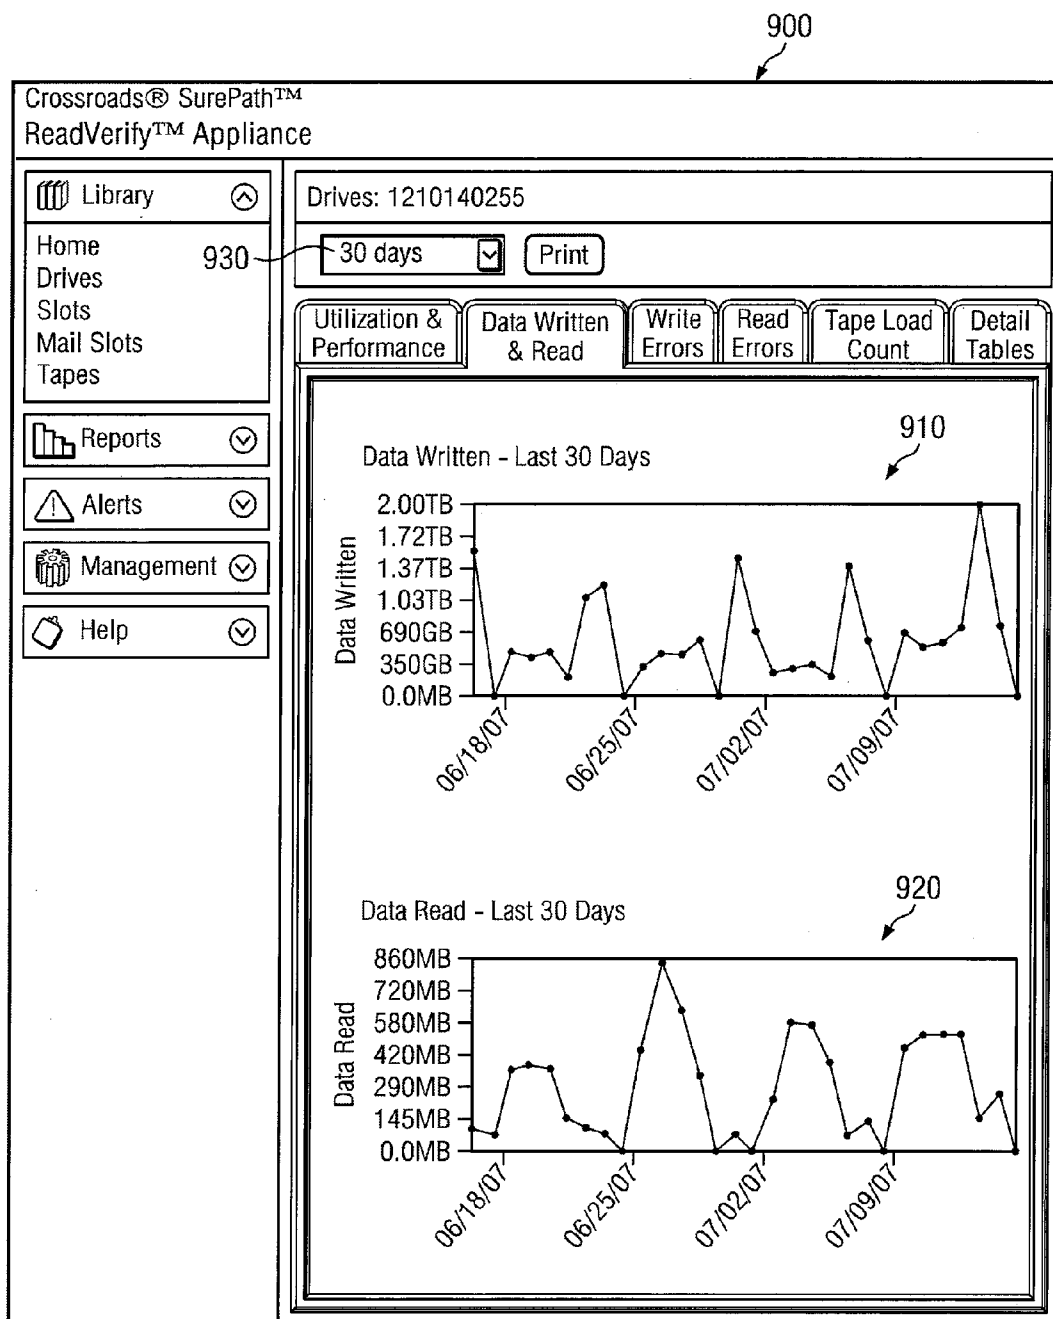 900
Crossroads® SurePath™
ReadVerify™ Appliance
Library
Home
Drives
Slots
Mail Slots
Tapes
Reports
Alerts
Management
Help
Drives: 1210140255
930
30 days
Print
Utilization &
Performance
Data Written
& Read
Write
Errors
Read
Errors
Tape Load
Count
Detail
Tables
910
Data Written - Last 30 Days
Data Written
2.00TB
1.72TB
1.37TB
1.03TB
690GB
350GB
0.0MB
06/18/07
06/25/07
07/02/07
07/09/07
920
Data Read - Last 30 Days
Data Read
860MB
720MB
580MB
420MB
290MB
145MB
0.0MB
06/18/07
06/25/07
07/02/07
07/09/07